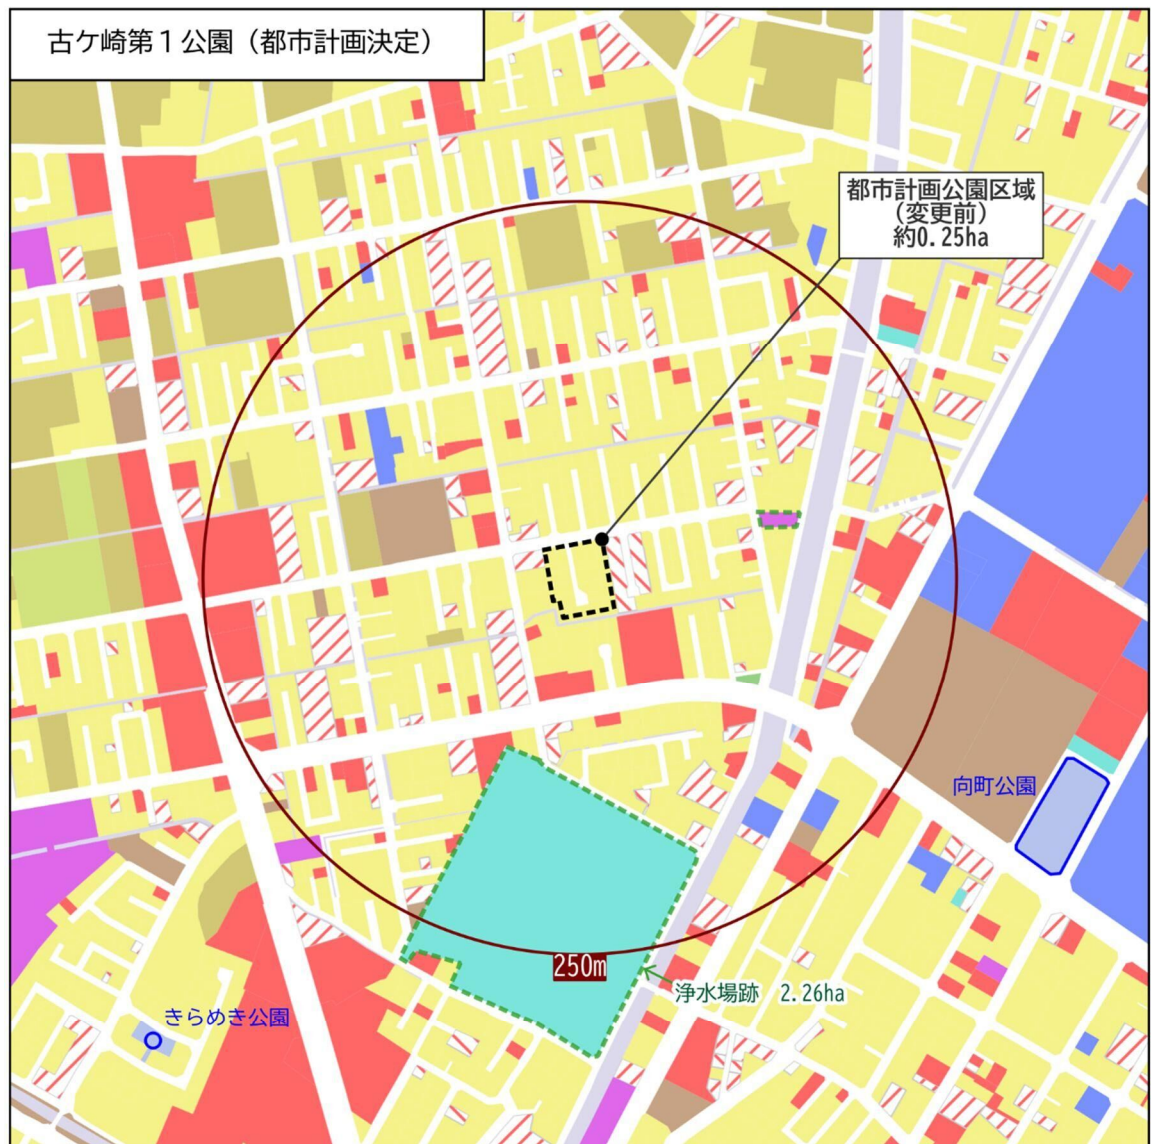 古ケ崎第１公園（都市計画決定）
都市計画公園区域
（変更前）
約0.25ha
向町公園
250m
浄水場跡　2.26ha
きらめき公園